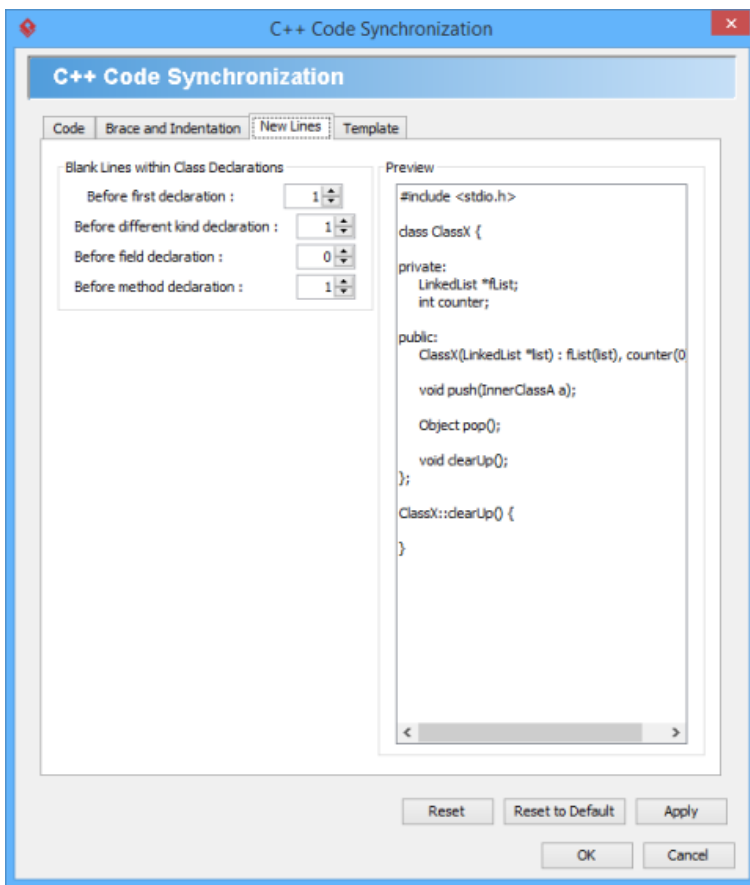 C++ Code Synchronization
C++ Code Synchronization
Code
Brace and Indentation
New Lines
Template
Blank Lines within Class Declarations
Before first declaration :
1
Before different kind declaration :
1
Before field declaration :
0
Before method declaration :
1
Preview
#include <stdio.h>
class ClassX {
private:
LinkedList *fList;
int counter;
public:
ClassX(LinkedList *list) : fList(list), counter(0
void push(InnerClassA a);
Object pop();
void clearUp();
};
ClassX::clearUp() {
}
Reset
Reset to Default
Apply
OK
Cancel